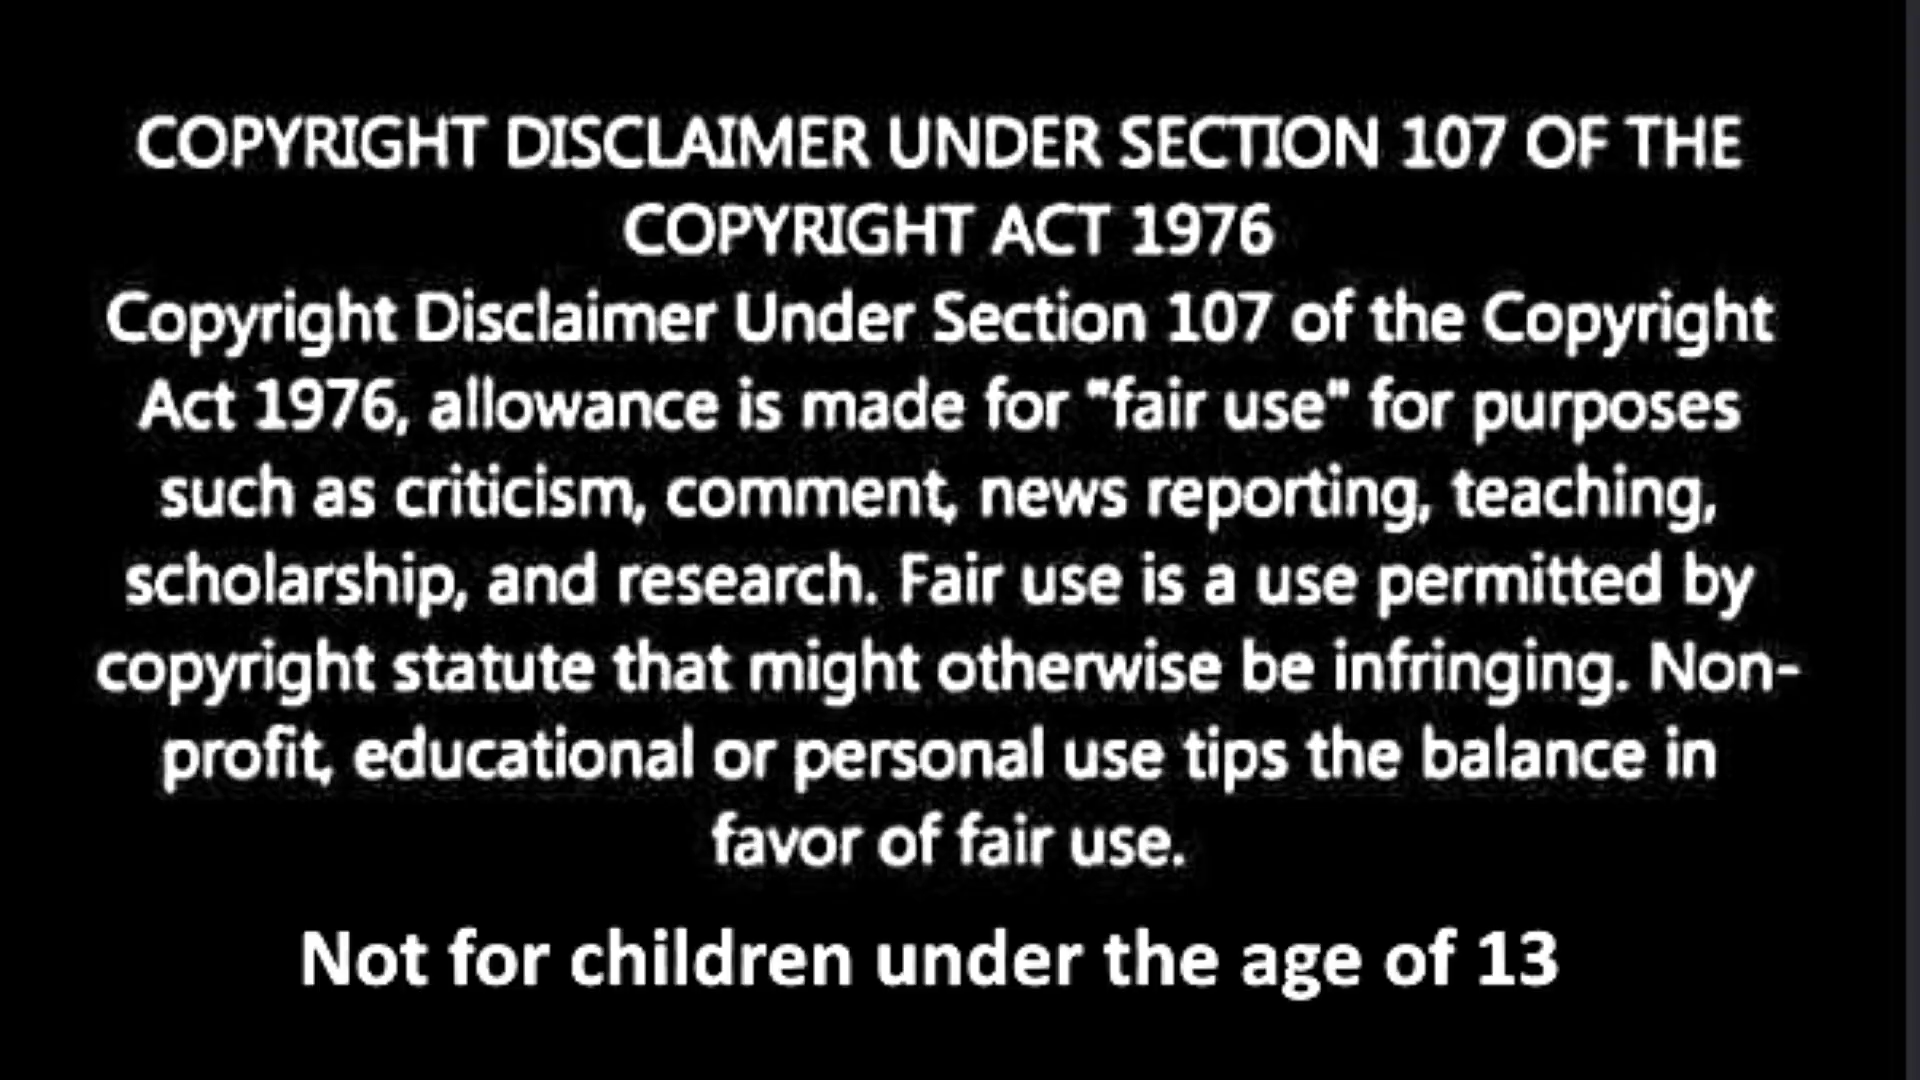 COPYRIGHT DISCLAIMER UNDER SECTION 107 OF THE
COPYRIGHT ACT 1976
Copyright Disclaimer Under Section 107 of the Copyright
Act 1976, allowance is made for "fair use" for purposes
such as criticism, comment, news reporting, teaching,
scholarship, and research. Fair use is a use permitted by
copyright statute that might otherwise be infringing. Non-
profit, educational or personal use tips the balance in
favor of fair use.
Not for children under the age of 13